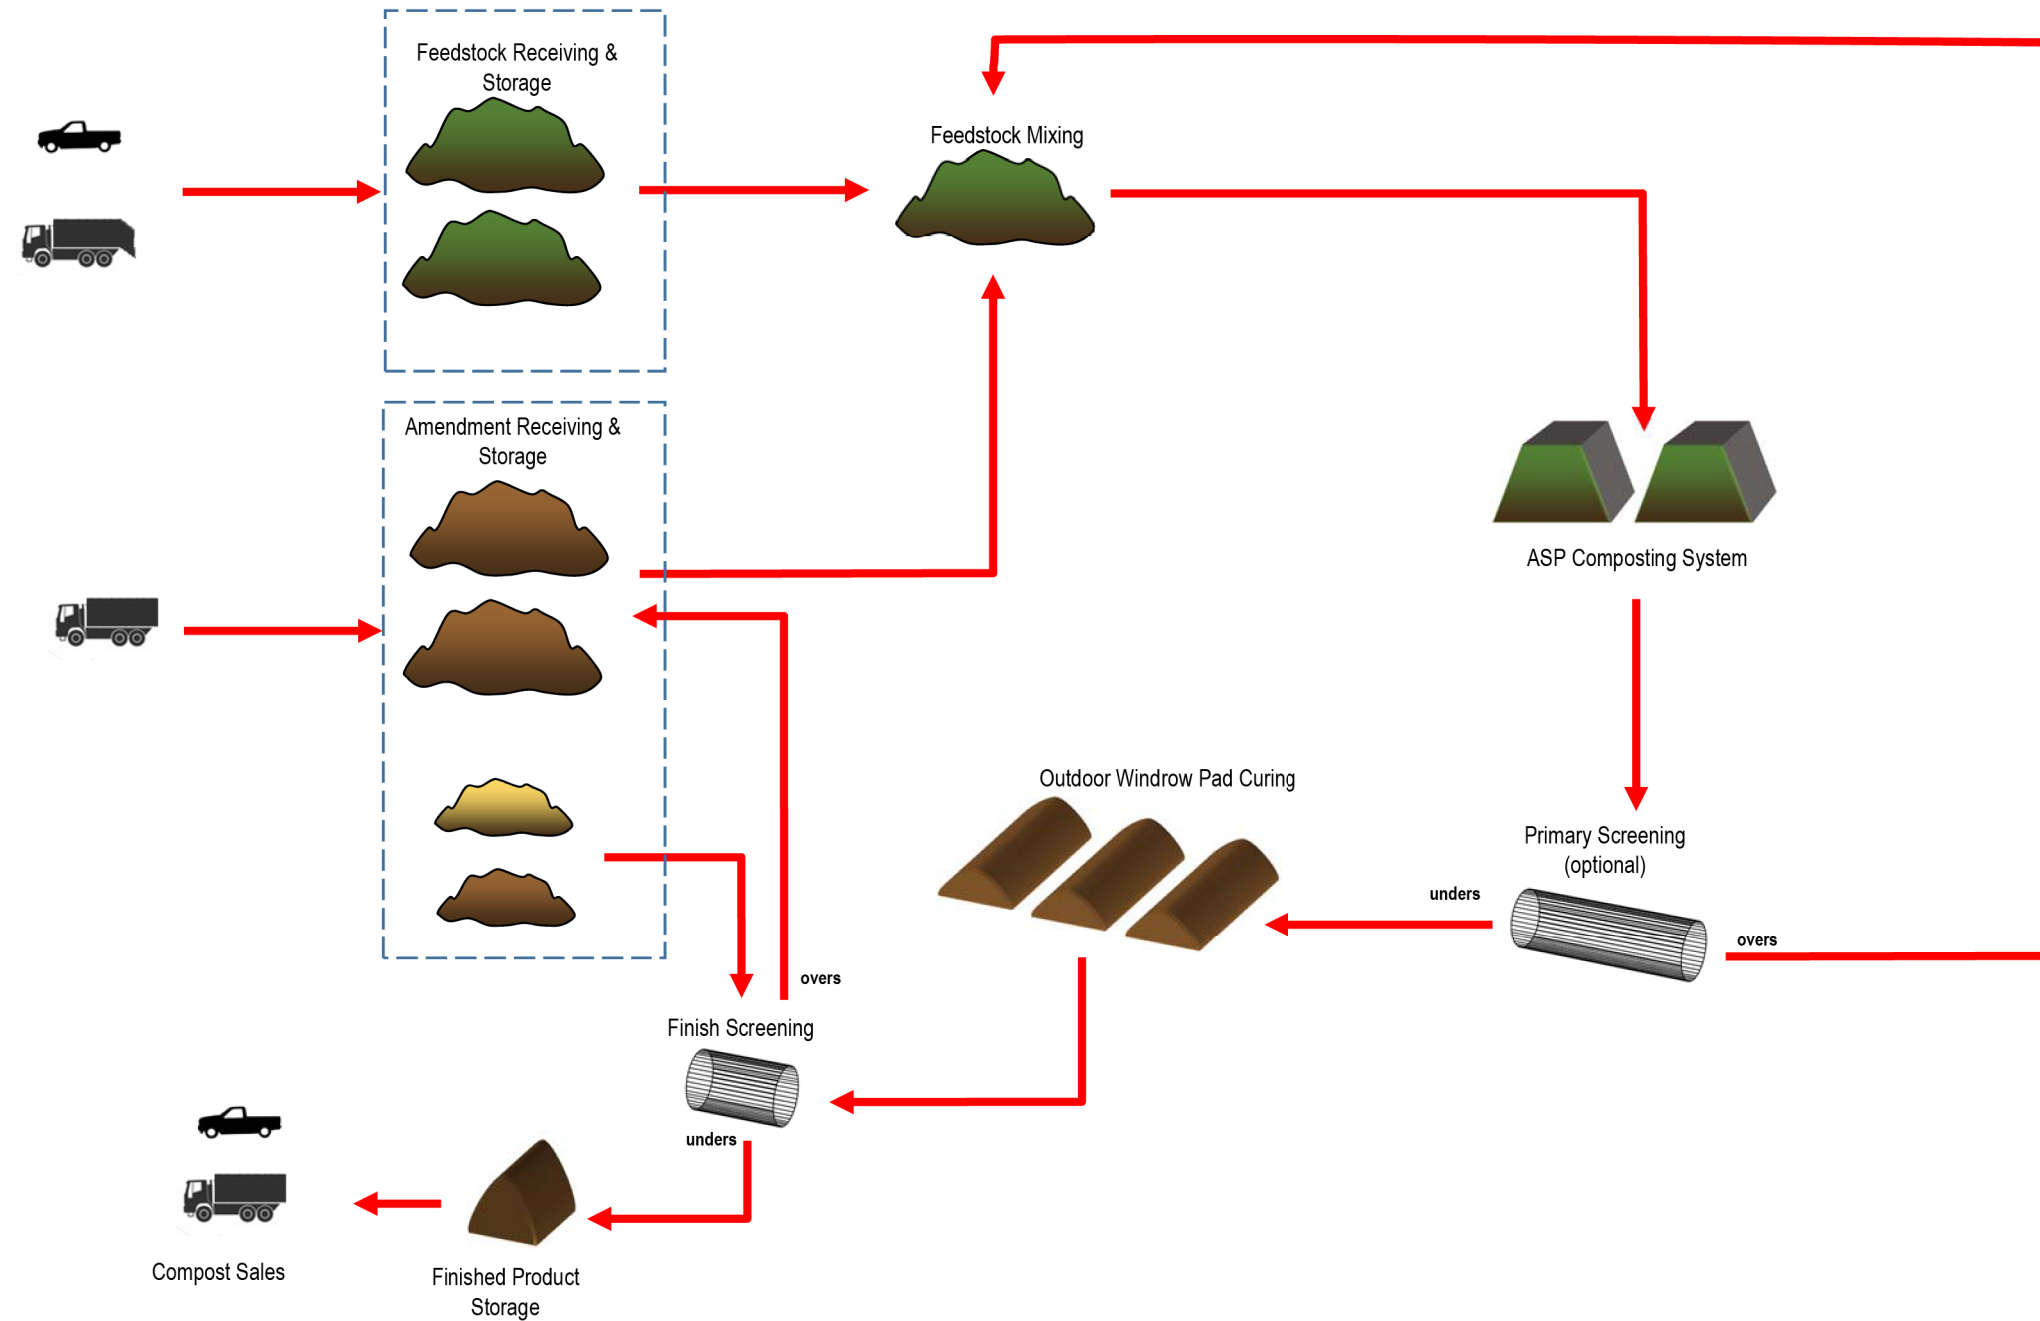 Feedstock Receiving &
Storage
Feedstock Mixing
Amendment Receiving &
Storage
ASP Composting System
Outdoor Windrow Pad Curing
Primary Screening
(optional)
unders
overs
overs
Finish Screening
unders
Compost Sales
Finished Product
Storage